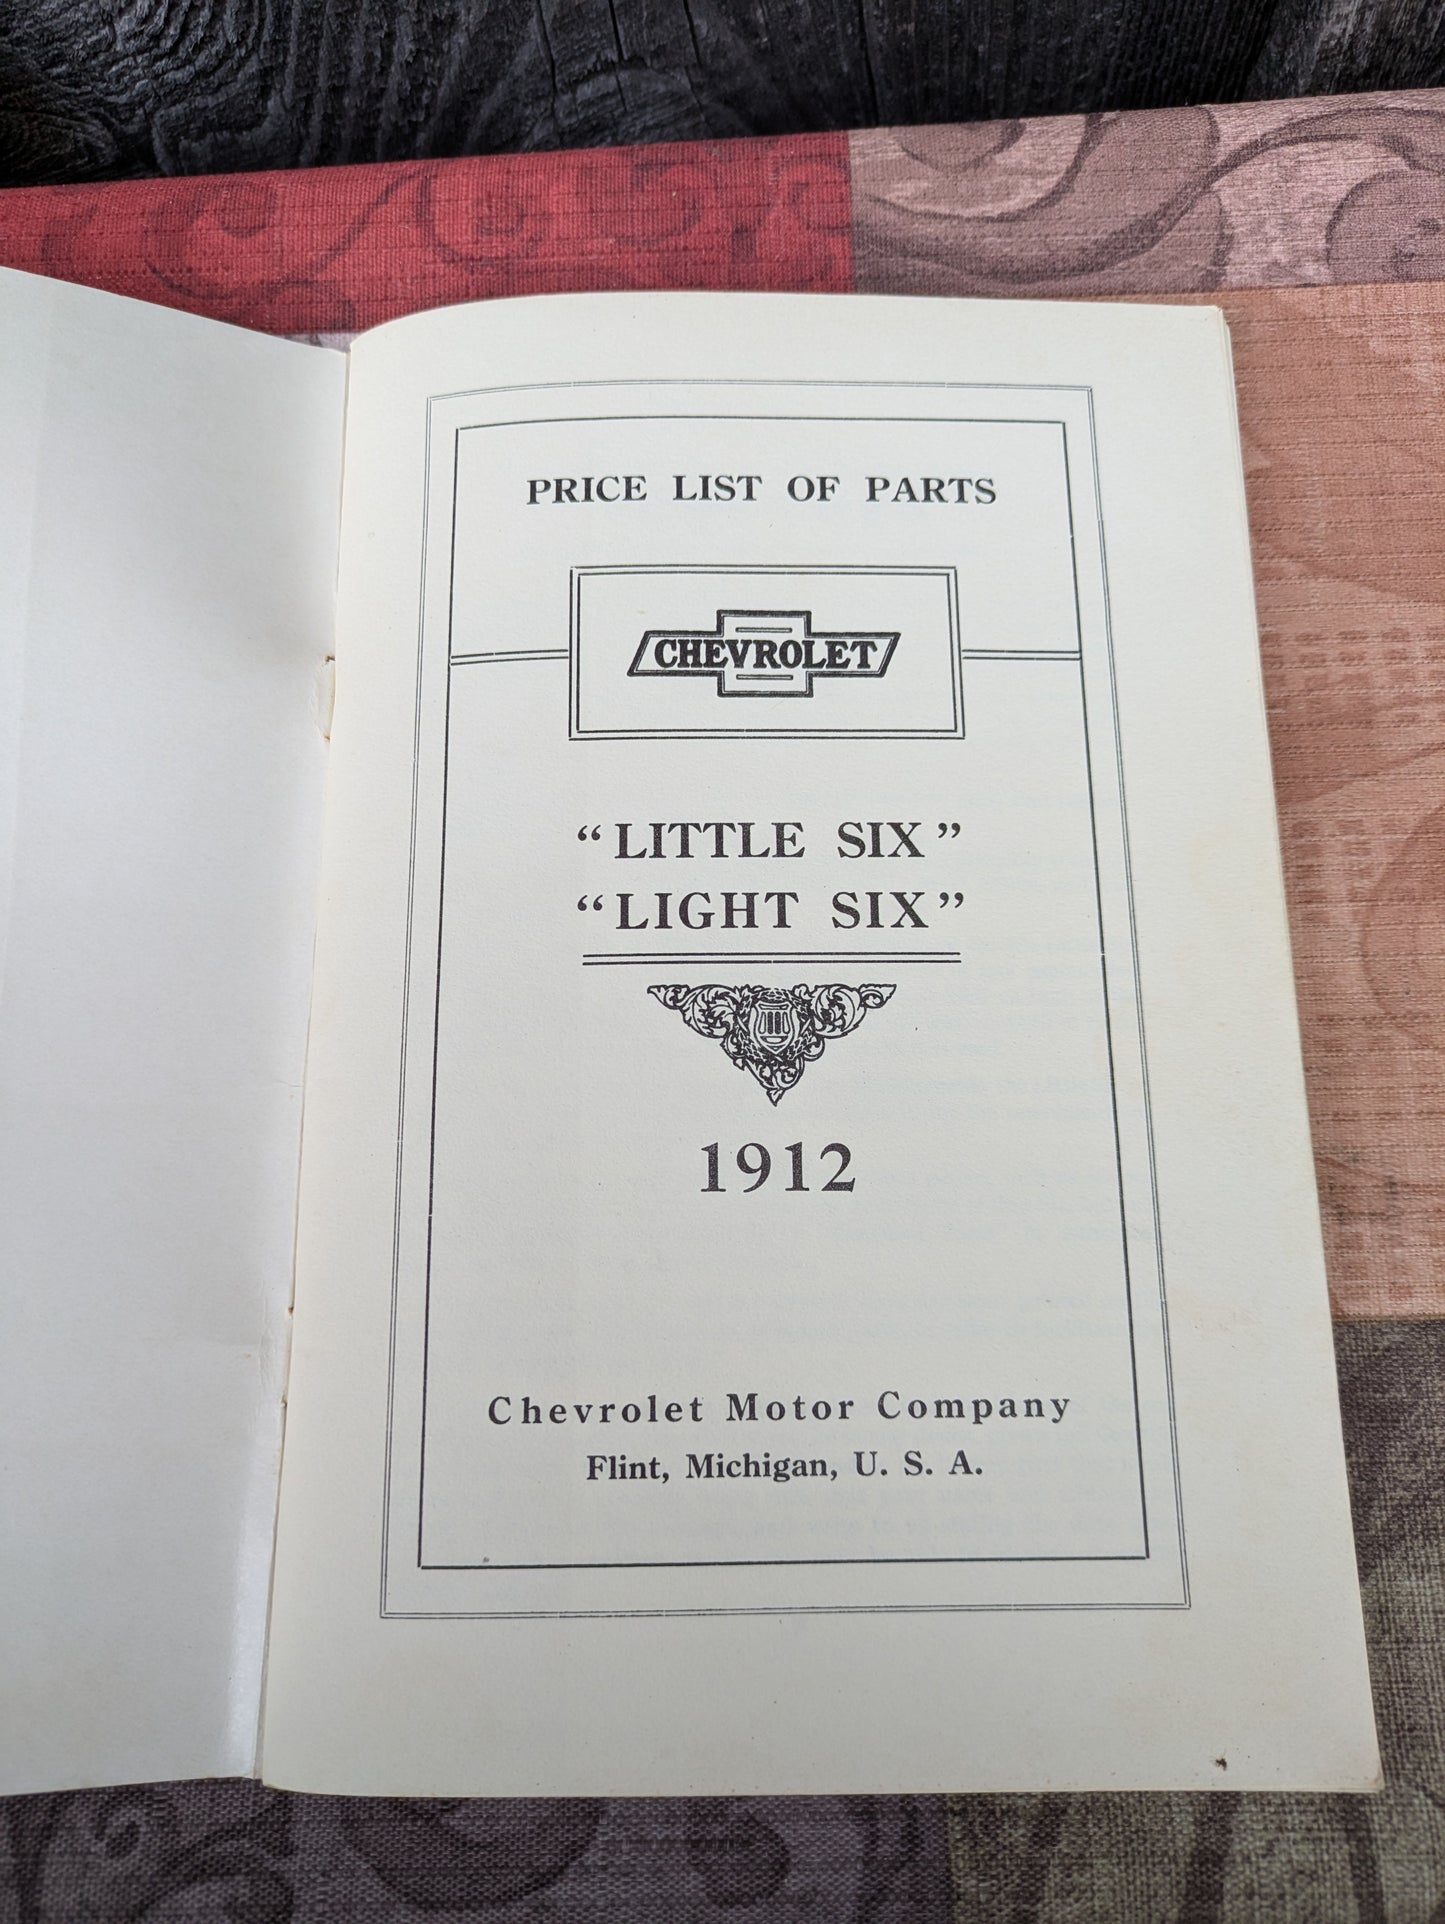 PRICE LIST OF PARTS
CHEVROLET
"LITTLE SIX"
"LIGHT SIX"
1912
Chevrolet Motor Company
Flint, Michigan, U. S. A.